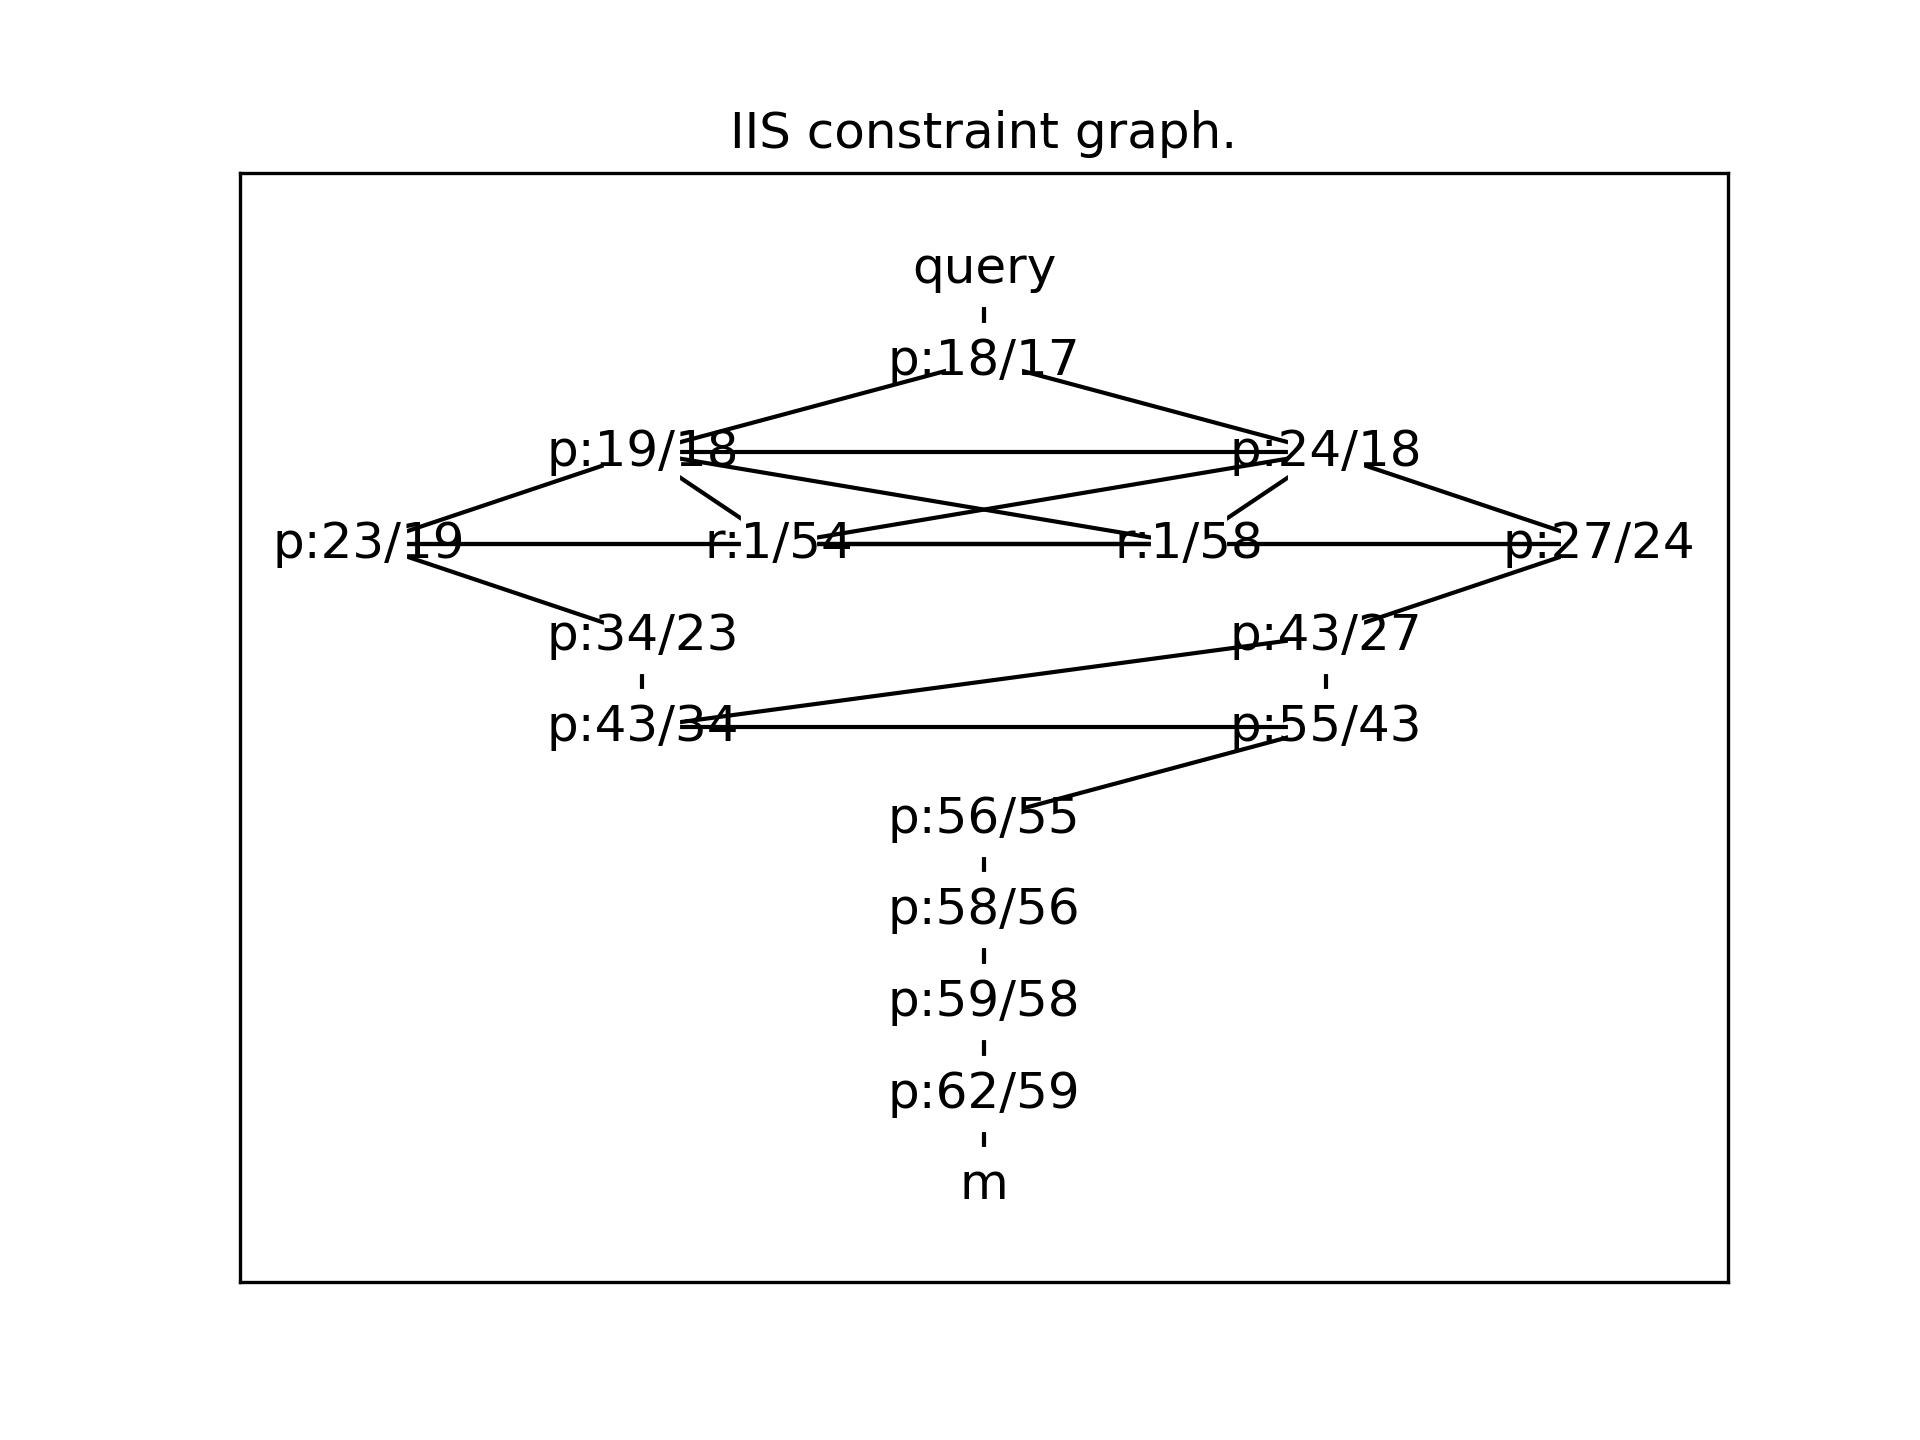 IIS constraint graph.
query
p:18/17
p:19/18 p:24/18
p:23/19 r:1/54 r:1/58 p:27/24
p:34/23 p:43/27
p:43/34 p:55/43
p:56/55
p:58/56
p:59/58
p:62/59
m